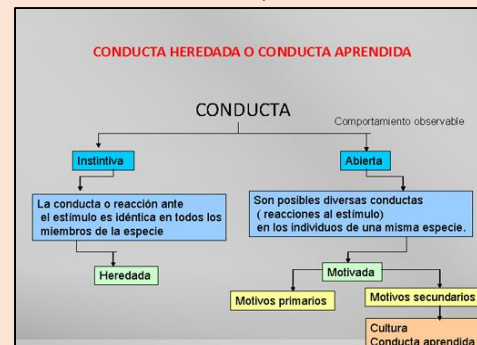 CONDUCTA HEREDADA O CONDUCTA APRENDIDA
CONDUCTA
Comportamiento observable
Instintiva
Abierta
La conducta o reacción ante
el estímulo es idéntica en todos los
miembros de la especie
Son posibles diversas conductas
( reacciones al estímulo)
en los individuos de una misma especie.
Heredada
Motivada
Motivos primarios
Motivos secundarios
Cultura
Conducta aprendida